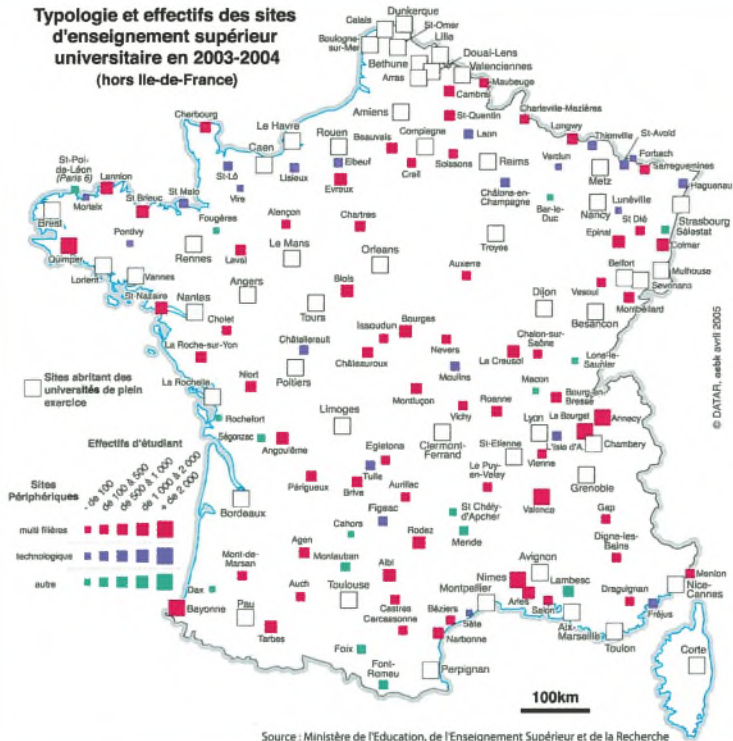 Typologie et effectifs des sites
d'enseignement supérieur
universitaire en 2003-2004
(hors Ile-de-France)
Dunkerque
Calais
St-Omer
Boulogne-
sur-Mer
Lille
Bethune
Douai-Lens
Arras
Valenciennes
Maubeuge
Cambrai
Amiens
St-Quentin
Charleville-Mézières
Cherbourg
Le Havre
Rouen
Beauvais
Compiegne
Laon
Longwy
Thionville
St-Avold
Forbach
Sarreguemines
Caen
Elbeuf
Creil
Soissons
Reims
Verdun
Metz
Haguenau
St-Pol-
de-Léon
(Paris 6)
Lannion
St-Lô
Lisieux
Evreux
Châlons-en-
Champagne
Bar-le-
Duc
Nancy
Lunéville
Strasbourg
Morlaix
St Brieuc
St Malo
Vire
St Dié
Sélestat
Brest
Fougères
Alençon
Chartres
Troyes
Epinal
Colmar
Pontivy
Quimper
Rennes
Laval
Le Mans
Orleans
Belfort
Mulhouse
Lorient
Vannes
Angers
Blois
Auxerre
Vesoul
Sevenans
Montbéliard
St-Nazaire
Nantes
Tours
Dijon
Besancon
Cholet
Issoudun
Bourges
Chalon-sur-
Saône
La Roche-sur-Yon
Châtellerault
Châteauroux
Nevers
La Creusot
Lons-le-
Saunier
Sites abritant des
universités de plein
exercice
Niort
Poitiers
Moulins
Macon
Bourg-en-
Bresse
La Rochelle
Montluçon
Roanne
Le Bourget
Annecy
Rochefort
Limoges
Vichy
Lyon
Effectifs d'étudiant
Ségonzac
Clermont-
Ferrand
St-Etienne
L'Isle d'A.
Chambery
Sites
Périphériques
- de 100
de 100 à 500
de 500 à 1 000
de 1 000 à 2 000
+ de 2 000
Angoulême
Egletons
Vienne
Tulle
Le Puy-
en-Velay
Grenoble
Bordeaux
Périgueux
Brive
Aurillac
Valence
multi filières
Figeac
St Chély
d'Apcher
Gap
technologique
Cahors
Rodez
Mende
Digne-les-
Bains
autre
Mont-de-
Marsan
Agen
Montauban
Albi
Avignon
Menton
Dax
Auch
Toulouse
Nimes
Lambesc
Nice-
Cannes
Bayonne
Pau
Castres
Montpellier
Arles
Salon
Draguignan
Fréjus
Tarbes
Carcassonne
Béziers
Sète
Aix-
Marseille
Foix
Narbonne
Toulon
Font-
Romeu
Perpignan
Corte
100km
© DATAR, aebk avril 2005
Source : Ministère de l'Education, de l'Enseignement Supérieur et de la Recherche